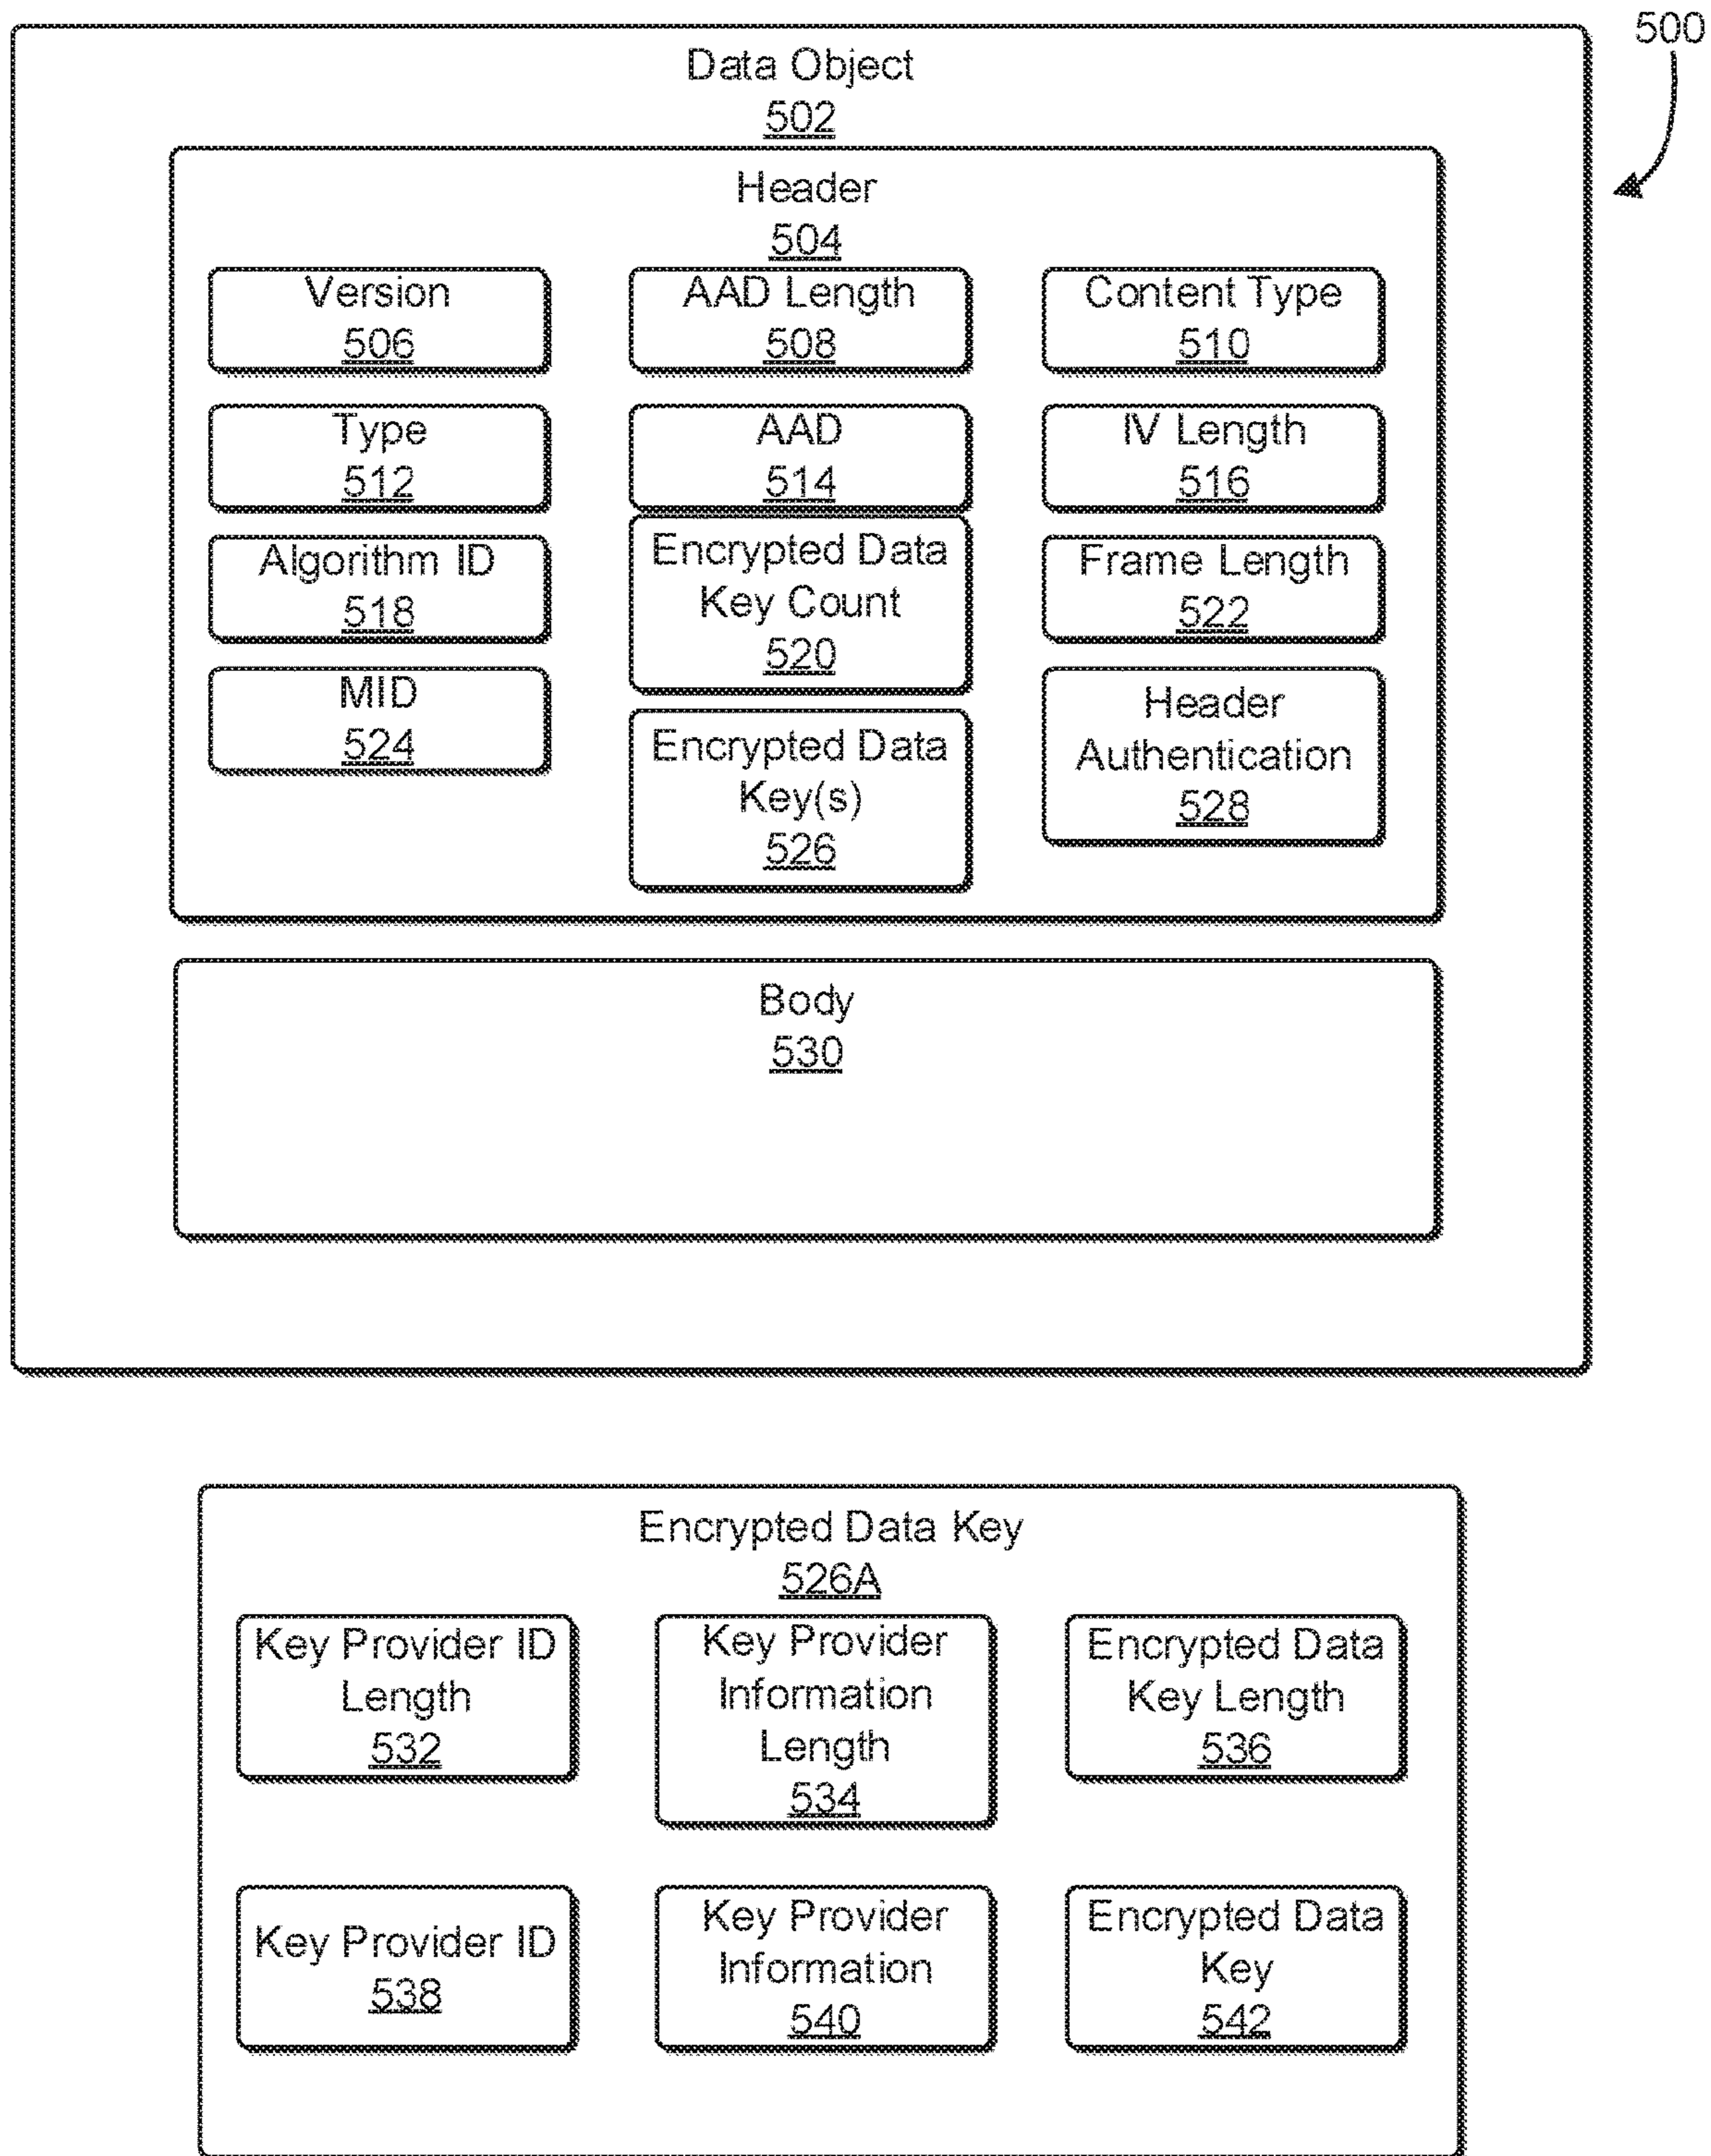 500
Data Object
502
Header
504
Version
506
AAD Length
508
Content Type
510
Type
512
AAD
514
IV Length
516
Algorithm ID
518
Encrypted Data
Key Count
520
Frame Length
522
MID
524
Encrypted Data
Key(s)
526
Header
Authentication
528
Body
530
Encrypted Data Key
526A
Key Provider ID
Length
532
Key Provider
Information
Length
534
Encrypted Data
Key Length
536
Key Provider ID
538
Key Provider
Information
540
Encrypted Data
Key
542